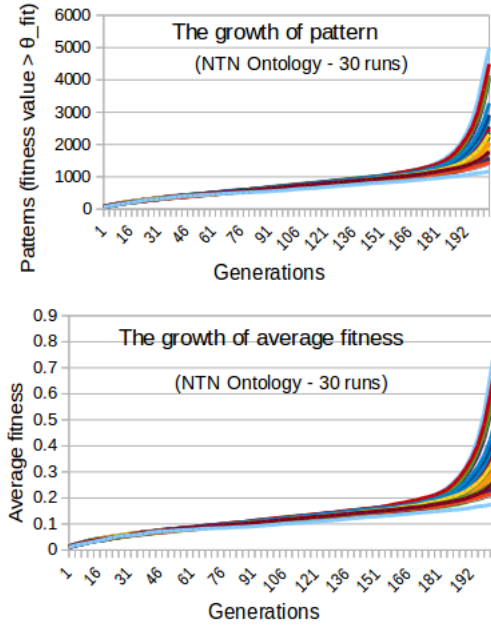 The growth of pattern
(NTN Ontology - 30 runs)
Patterns (fitness value > θ_fit)
6000
5000
4000
3000
2000
1000
0
1 16 31 46 61 76 91 106 121 136 151 166 181 192
Generations
The growth of average fitness
(NTN Ontology - 30 runs)
Average fitness
0.9
0.8
0.7
0.6
0.5
0.4
0.3
0.2
0.1
0
1 16 31 46 61 76 91 106 121 136 151 166 181 192
Generations